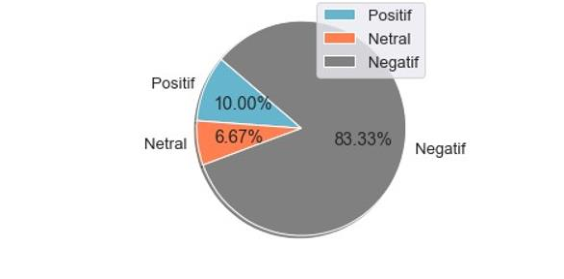 Positif
Netral
Negatif
Positif
10.00%
Netral
6.67%
83.33%
Negatif